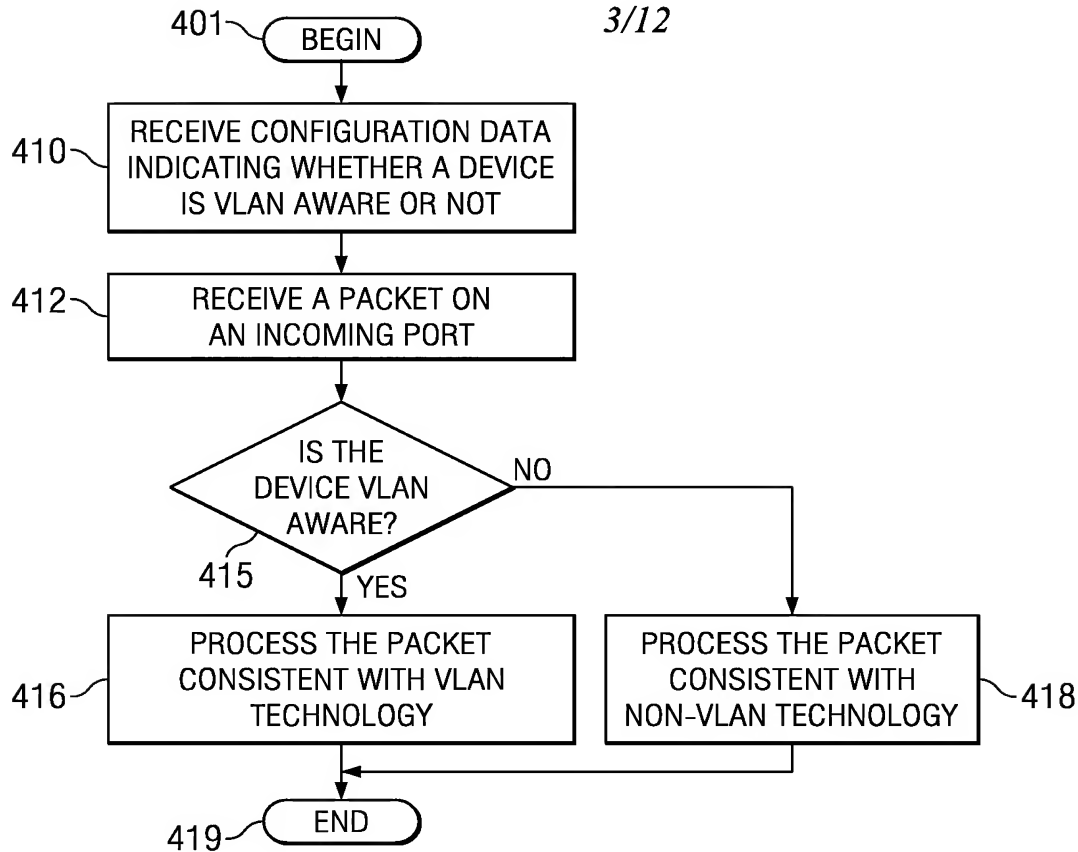 3/12
401
BEGIN
410
RECEIVE CONFIGURATION DATA
INDICATING WHETHER A DEVICE
IS VLAN AWARE OR NOT
412
RECEIVE A PACKET ON
AN INCOMING PORT
IS THE
DEVICE VLAN
AWARE?
415
NO
YES
416
PROCESS THE PACKET
CONSISTENT WITH VLAN
TECHNOLOGY
PROCESS THE PACKET
CONSISTENT WITH
NON-VLAN TECHNOLOGY
418
END
419